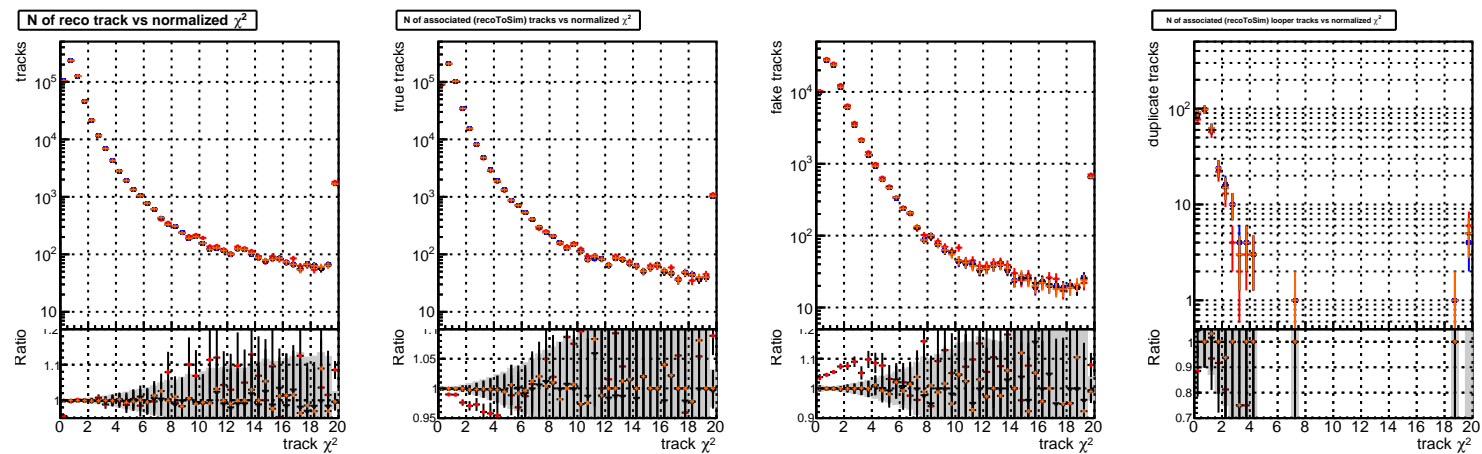 N of reco track vs normalized χ²
tracks
10⁵
10⁴
10³
10²
10
Ratio
1.2
1.1
1
0 2 4 6 8 10 12 14 16 18 20
track χ²
N of associated (recoToSim) tracks vs normalized χ²
true tracks
10⁵
10⁴
10³
10²
10
Ratio
1.1
1.05
1
0.95
0 2 4 6 8 10 12 14 16 18 20
track χ²
fake tracks
10⁴
10³
10²
10
Ratio
1.2
1.1
1
0.9
0 2 4 6 8 10 12 14 16 18 20
track χ²
N of associated (recoToSim) looper tracks vs normalized χ²
duplicate tracks
10²
10
1
Ratio
1
0.9
0.8
0.7
0 2 4 6 8 10 12 14 16 18 20
track χ²